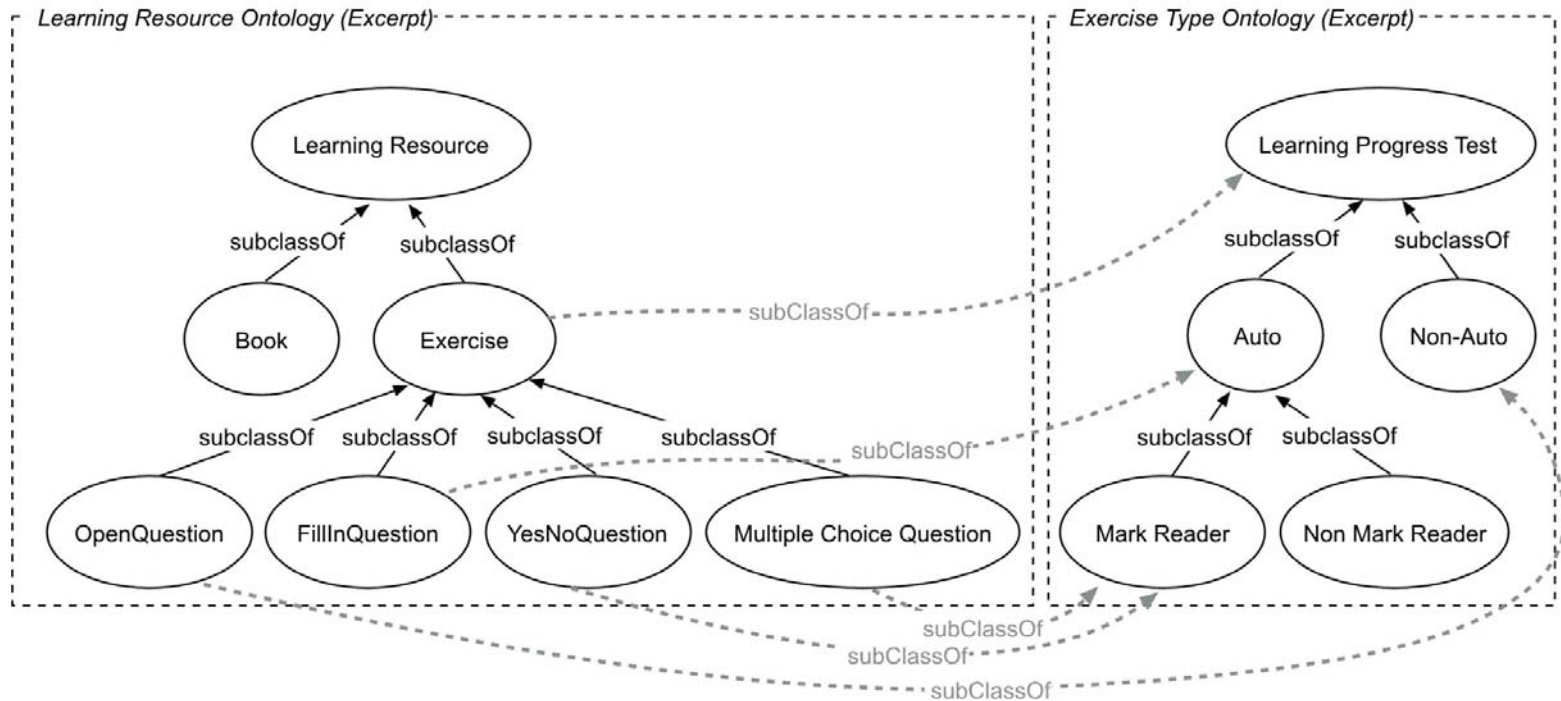 Learning Resource Ontology (Excerpt)
Exercise Type Ontology (Excerpt)
Learning Resource
Learning Progress Test
subclassOf
subclassOf
subclassOf
subclassOf
subClassOf
Book
Exercise
Auto
Non-Auto
subclassOf
subclassOf
subclassOf
subclassOf
subClassOf
subclassOf
subclassOf
OpenQuestion
FillInQuestion
YesNoQuestion
Multiple Choice Question
Mark Reader
Non Mark Reader
subClassOf
subClassOf
subClassOf